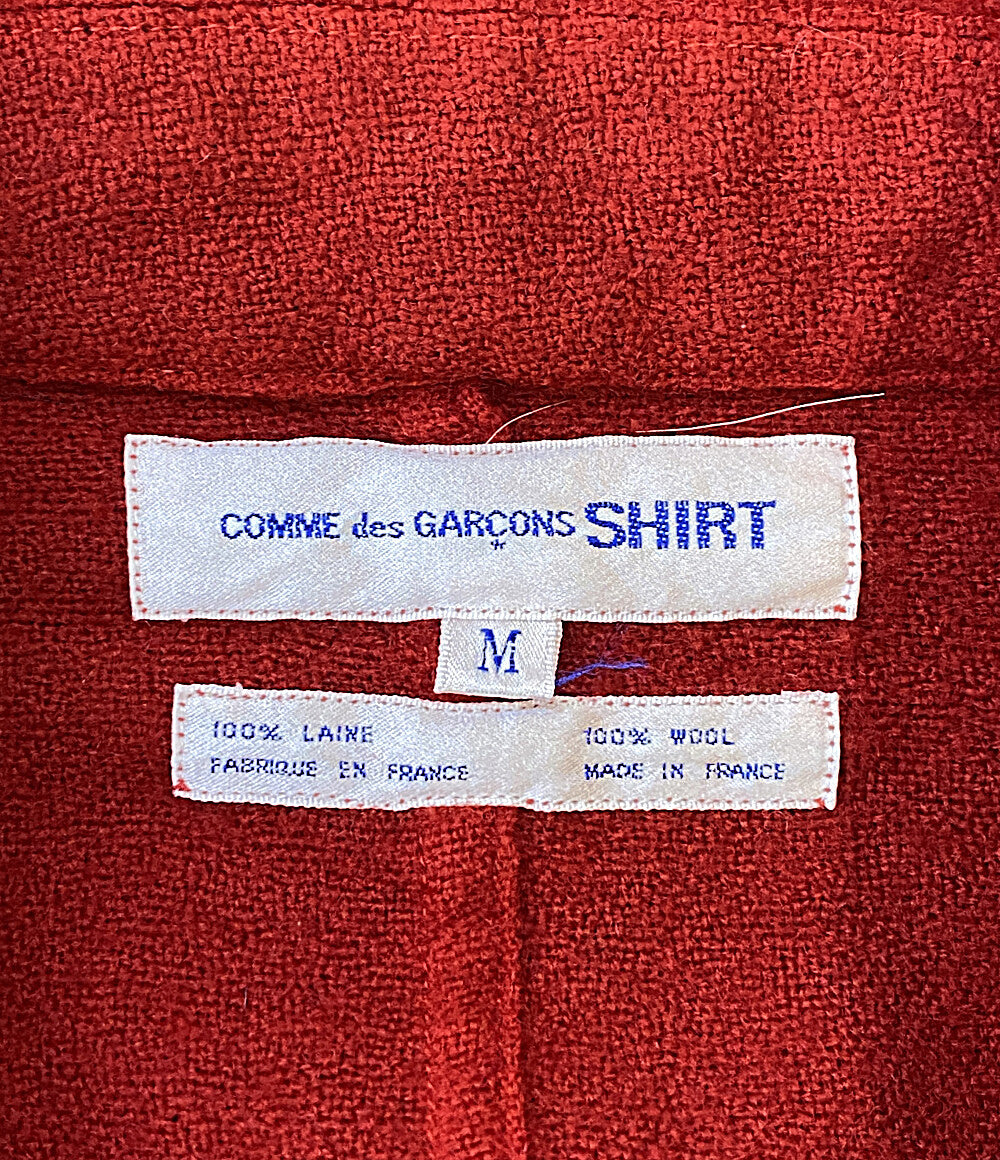 COMME des GARÇONS SHIRT
M
100% LAINE
FABRIQUE EN FRANCE
100% WOOL
MADE IN FRANCE